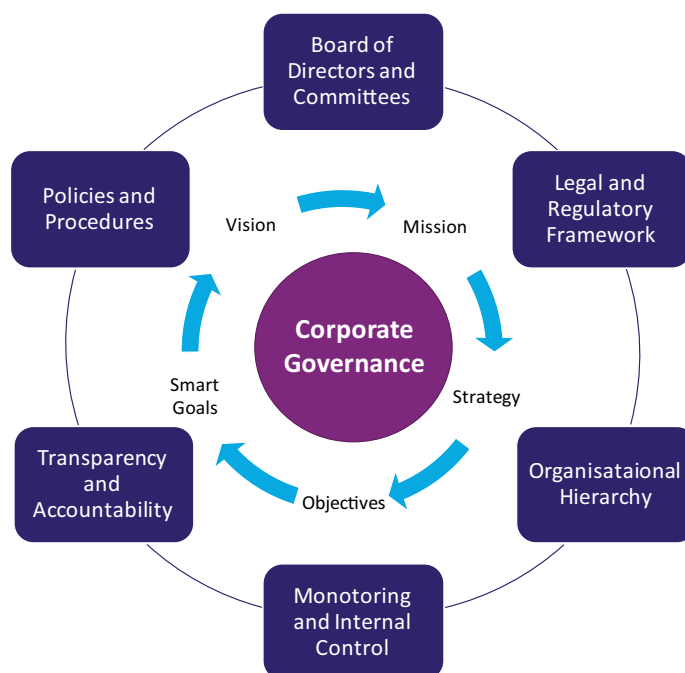 Board of
Directors and
Committees
Policies and
Procedures
Legal and
Regulatory
Framework
Vision
Mission
Corporate
Governance
Smart
Goals
Strategy
Transparency
and
Accountability
Organisataional
Hierarchy
Objectives
Monotoring
and Internal
Control